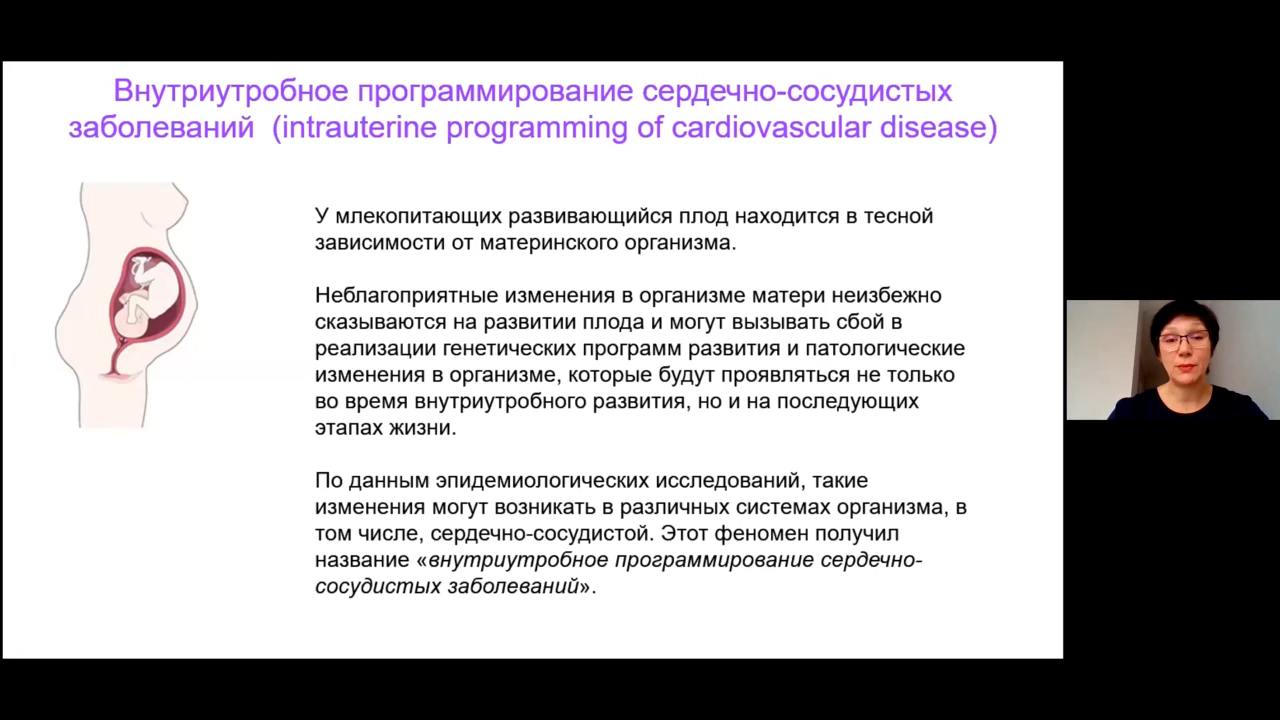 Внутриутробное программирование сердечно-сосудистых
заболеваний (intrauterine programming of cardiovascular disease)
У млекопитающих развивающийся плод находится в тесной
зависимости от материнского организма.
Неблагоприятные изменения в организме матери неизбежно
сказываются на развитии плода и могут вызывать сбой в
реализации генетических программ развития и патологические
изменения в организме, которые будут проявляться не только
во время внутриутробного развития, но и на последующих
этапах жизни.
По данным эпидемиологических исследований, такие
изменения могут возникать в различных системах организма, в
том числе, сердечно-сосудистой. Этот феномен получил
название «внутриутробное программирование сердечно-
сосудистых заболеваний».